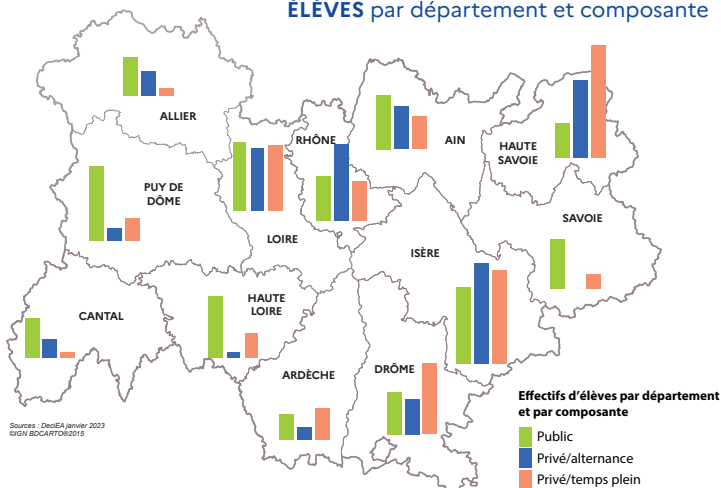 ÉLÈVES par département et composante
ALLIER
RHÔNE
AIN
HAUTE
SAVOIE
PUY DE
DÔME
SAVOIE
LOIRE
ISÈRE
HAUTE
LOIRE
CANTAL
ARDÈCHE
DRÔME
Effectifs d'élèves par département
et par composante
Public
Privé/alternance
Privé/temps plein
Sources : DeciEA janvier 2023
©IGN BDCARTO®2015